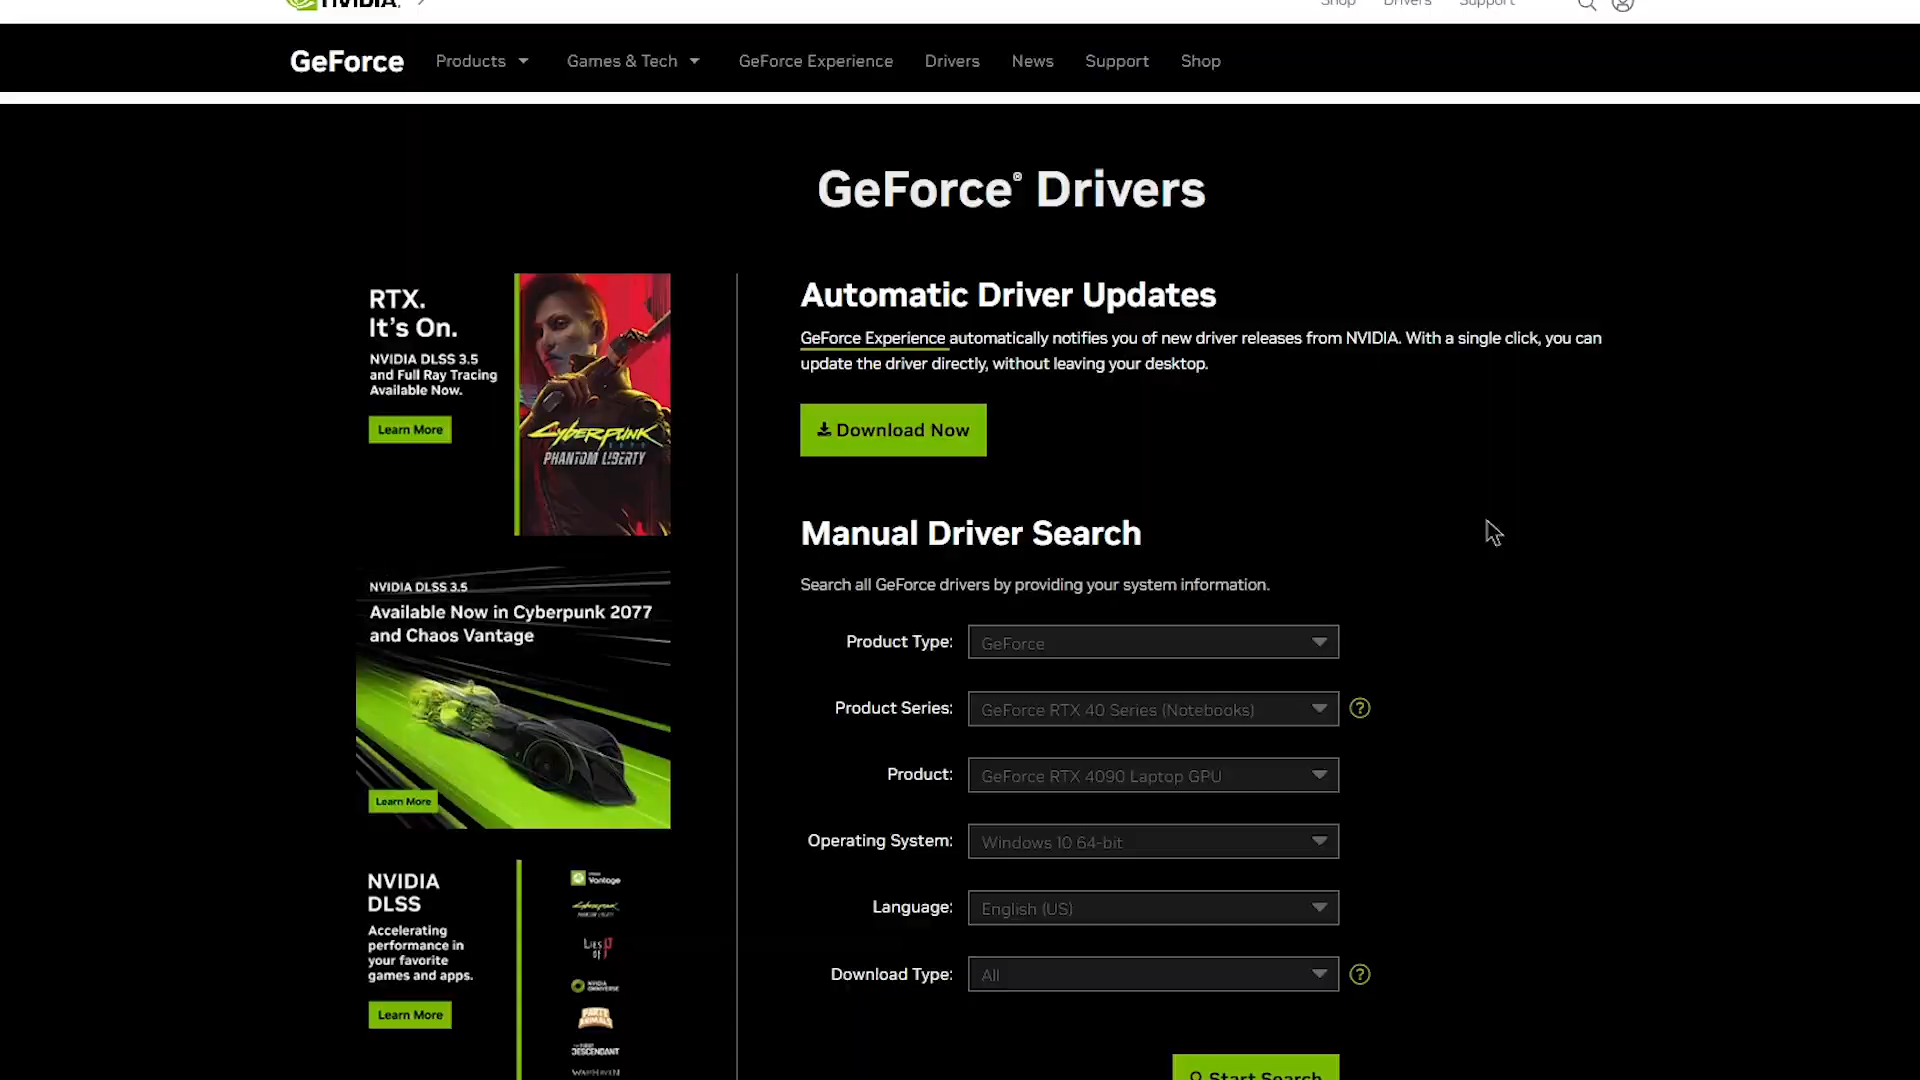 NVIDIA.
Shop Drivers Support
GeForce Products Games & Tech GeForce Experience Drivers News Support Shop
GeForce® Drivers
RTX.
It's On.
NVIDIA DLSS 3.5
and Full Ray Tracing
Available Now.
Learn More
CYBERPUNK
PHANTOM LIBERTY
NVIDIA DLSS 3.5
Available Now in Cyberpunk 2077
and Chaos Vantage
Learn More
NVIDIA
DLSS
Accelerating
performance in
your favorite
games and apps.
Learn More
Vantage
CYBERPUNK
PHANTOM LIBERTY
LIES
OF P
NVIDIA
OMNIVERSE
PARTY
ANIMALS
THE FIRST
DESCENDANT
WARHAVEN
Automatic Driver Updates
GeForce Experience automatically notifies you of new driver releases from NVIDIA. With a single click, you can
update the driver directly, without leaving your desktop.
Download Now
Manual Driver Search
Search all GeForce drivers by providing your system information.
Product Type: GeForce
Product Series: GeForce RTX 40 Series (Notebooks) ?
Product: GeForce RTX 4090 Laptop GPU
Operating System: Windows 10 64-bit
Language: English (US)
Download Type: All ?
Start Search